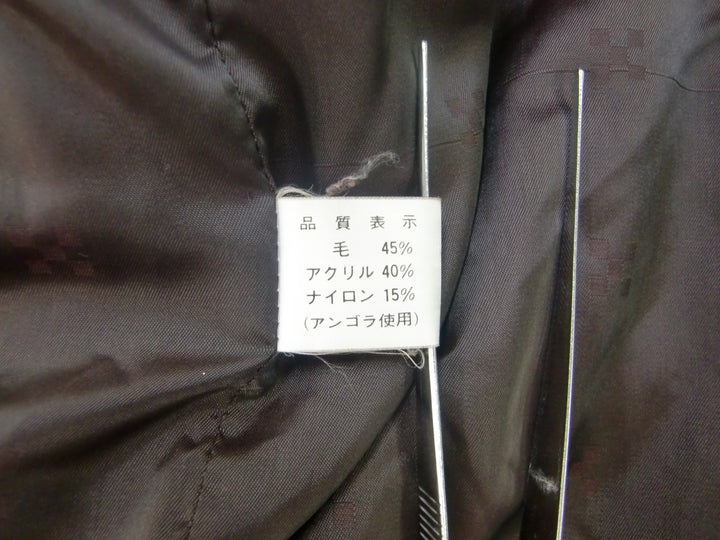 品質表示
毛 45%
アクリル 40%
ナイロン 15%
(アンゴラ使用)